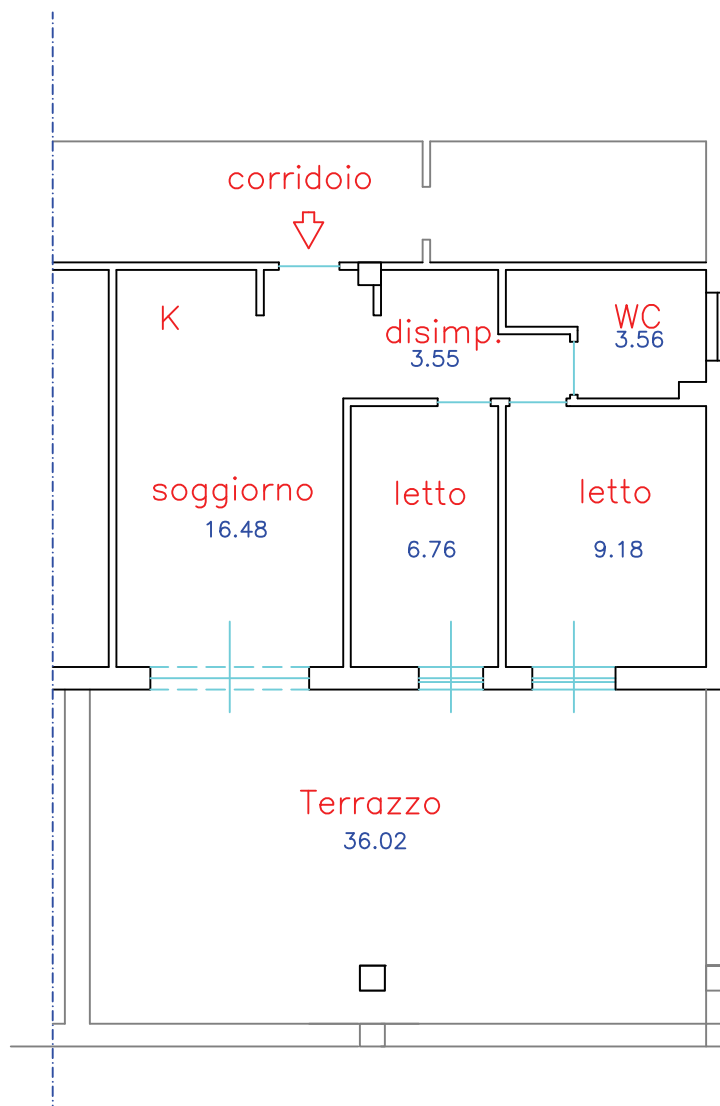 corridoio
K
disimp.
3.55
WC
3.56
soggiorno
16.48
letto
6.76
letto
9.18
Terrazzo
36.02